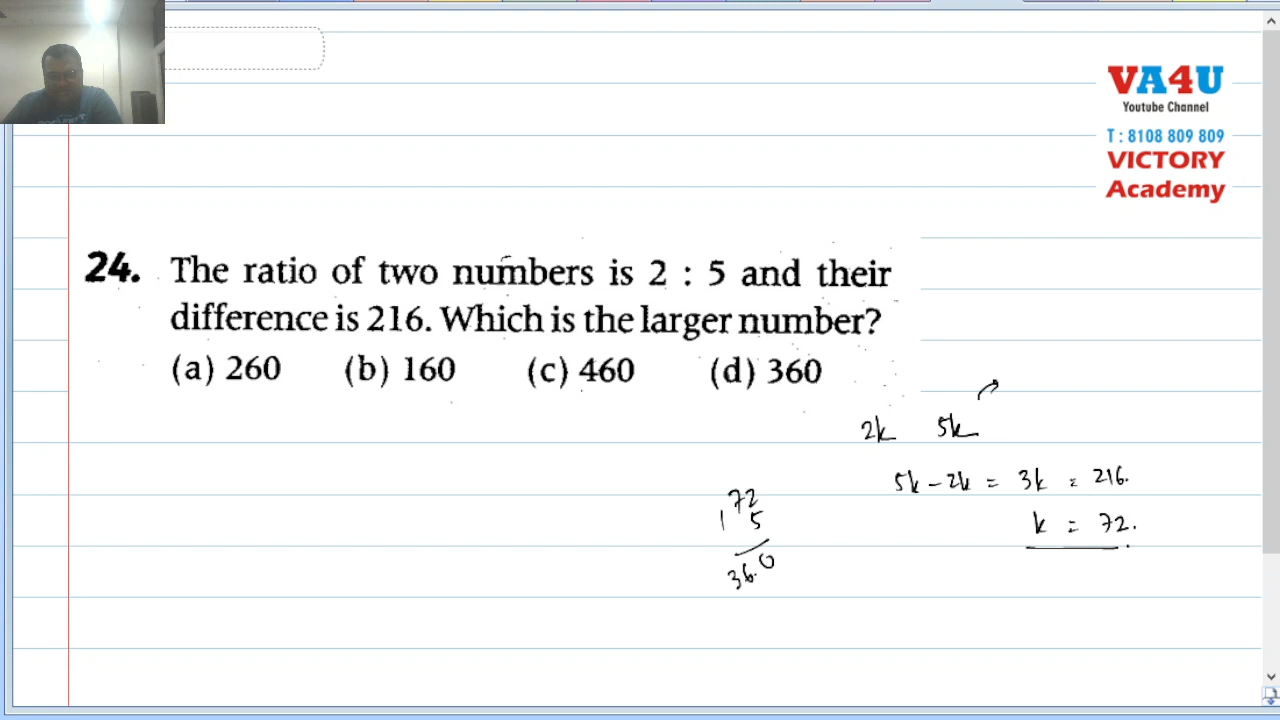 VA4U
Youtube Channel
T : 8108 809 809
VICTORY
Academy
24. The ratio of two numbers is 2 : 5 and their
difference is 216. Which is the larger number?
(a) 260 (b) 160 (c) 460 (d) 360
2k 5k
5k - 2k = 3k = 216.
k = 72.
72
5
360